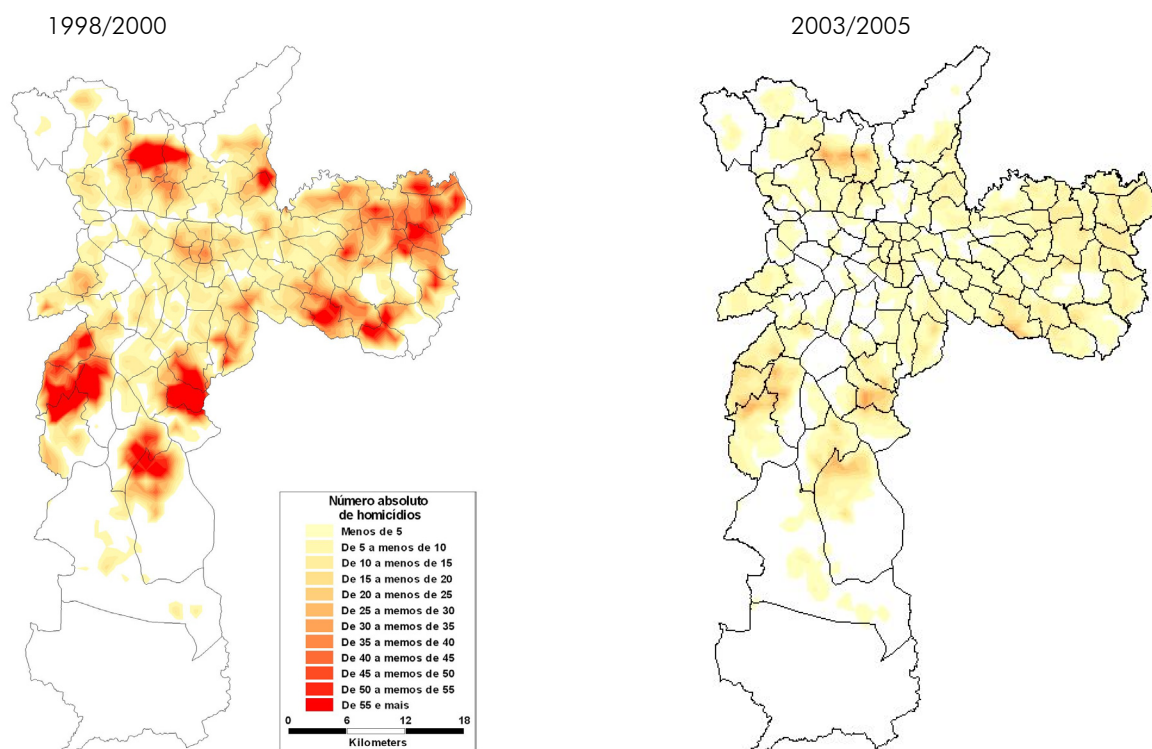 1998/2000
2003/2005
Número absoluto
de homicídios
Menos de 5
De 5 a menos de 10
De 10 a menos de 15
De 15 a menos de 20
De 20 a menos de 25
De 25 a memos de 30
De 30 a memos de 35
De 35 a memos de 40
De 40 a memos de 45
De 45 a memos de 50
De 50 a memos de 55
De 55 e mais
0 6 12 18
Kilometers